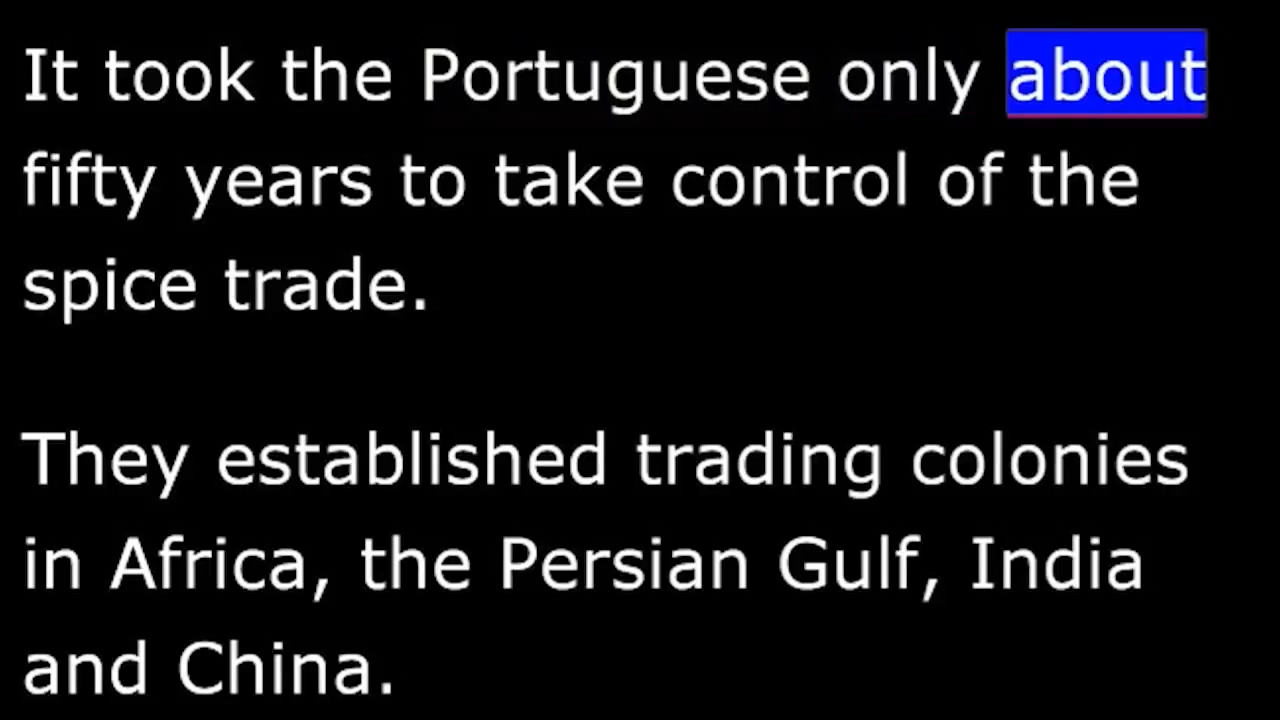 It took the Portuguese only about
fifty years to take control of the
spice trade.
They established trading colonies
in Africa, the Persian Gulf, India
and China.